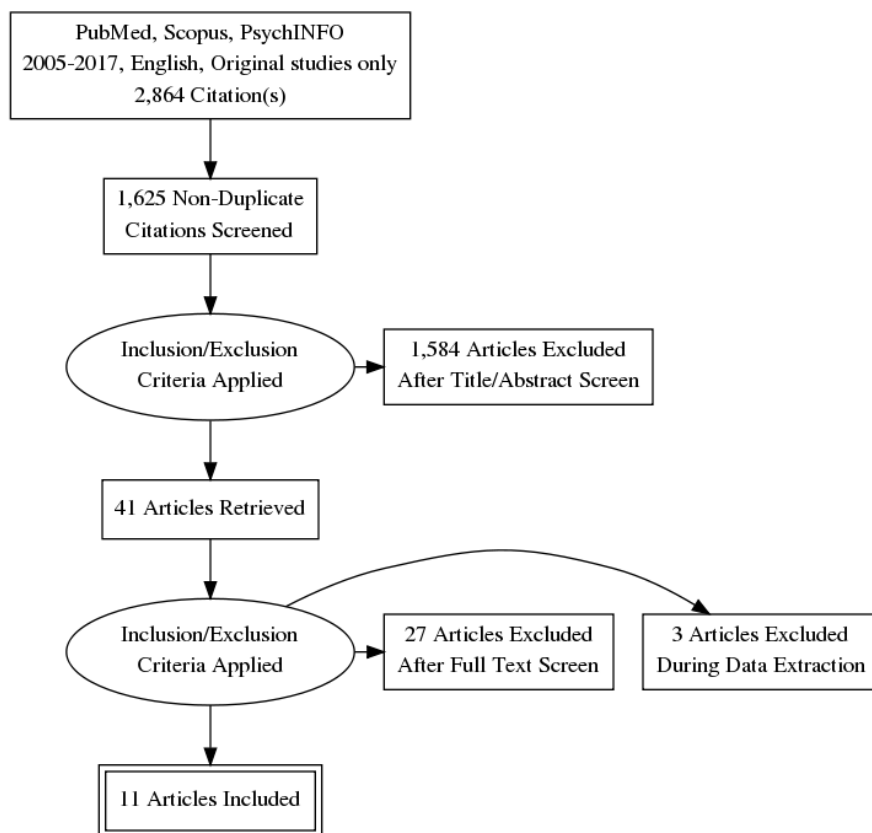 PubMed, Scopus, PsychINFO
2005-2017, English, Original studies only
2,864 Citation(s)
1,625 Non-Duplicate
Citations Screened
Inclusion/Exclusion
Criteria Applied
1,584 Articles Excluded
After Title/Abstract Screen
41 Articles Retrieved
Inclusion/Exclusion
Criteria Applied
27 Articles Excluded
After Full Text Screen
3 Articles Excluded
During Data Extraction
11 Articles Included